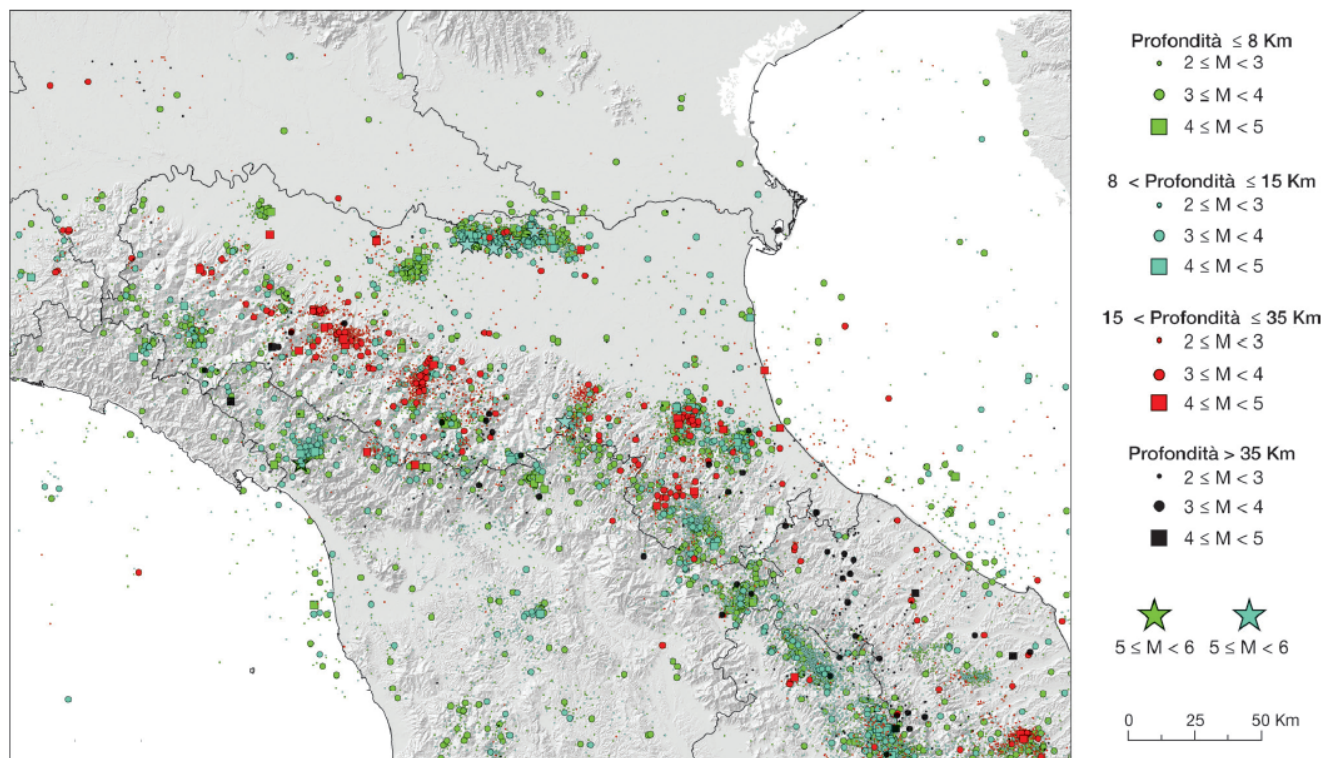 Profondità ≤ 8 Km
2 ≤ M < 3
3 ≤ M < 4
4 ≤ M < 5
8 < Profondità ≤ 15 Km
2 ≤ M < 3
3 ≤ M < 4
4 ≤ M < 5
15 < Profondità ≤ 35 Km
2 ≤ M < 3
3 ≤ M < 4
4 ≤ M < 5
Profondità > 35 Km
2 ≤ M < 3
3 ≤ M < 4
4 ≤ M < 5
5 ≤ M < 6 5 ≤ M < 6
0 25 50 Km